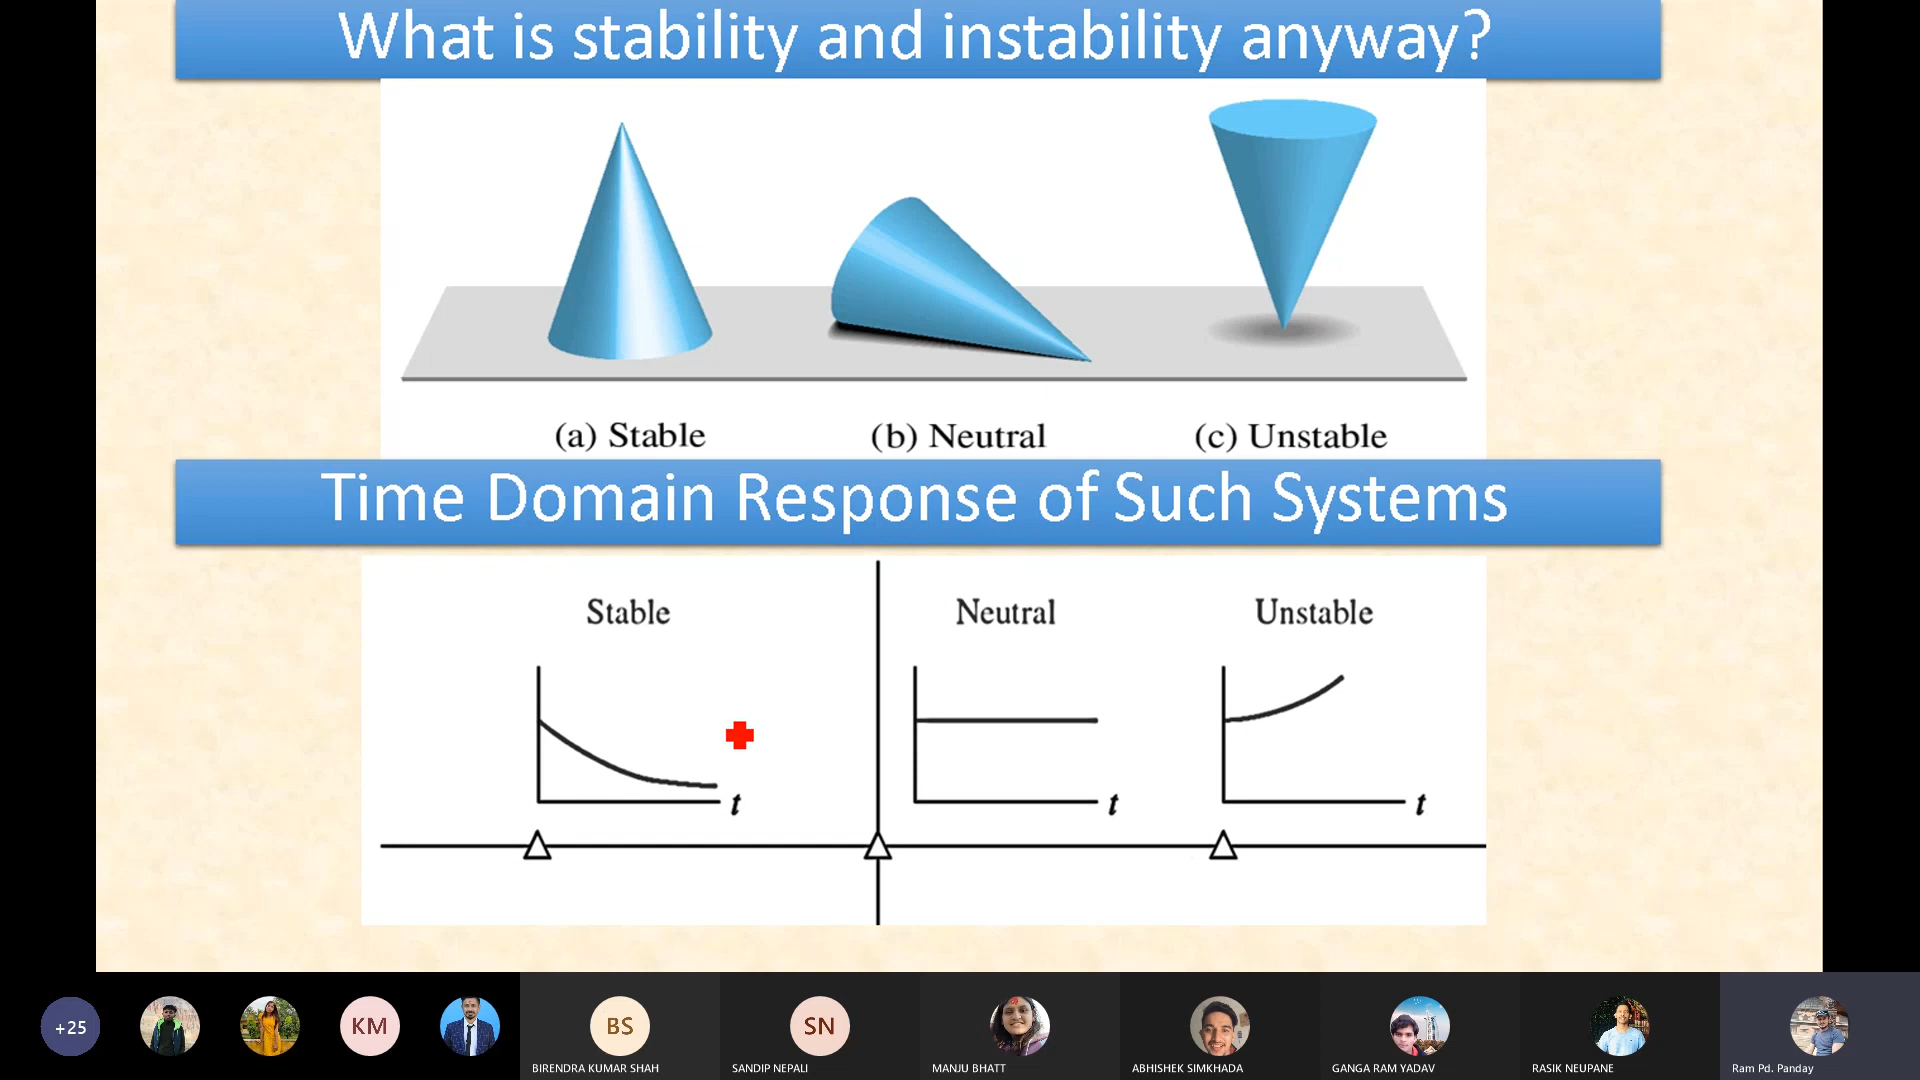 What is stability and instability anyway?
(a) Stable (b) Neutral (c) Unstable
Time Domain Response of Such Systems
Stable Neutral Unstable
t t t
+25 KM BS SN
BIRENDRA KUMAR SHAH SANDIP NEPALI MANJU BHATT ABHISHEK SIMKHADA GANGA RAM YADAV RASIK NEUPANE Ram Pd. Panday